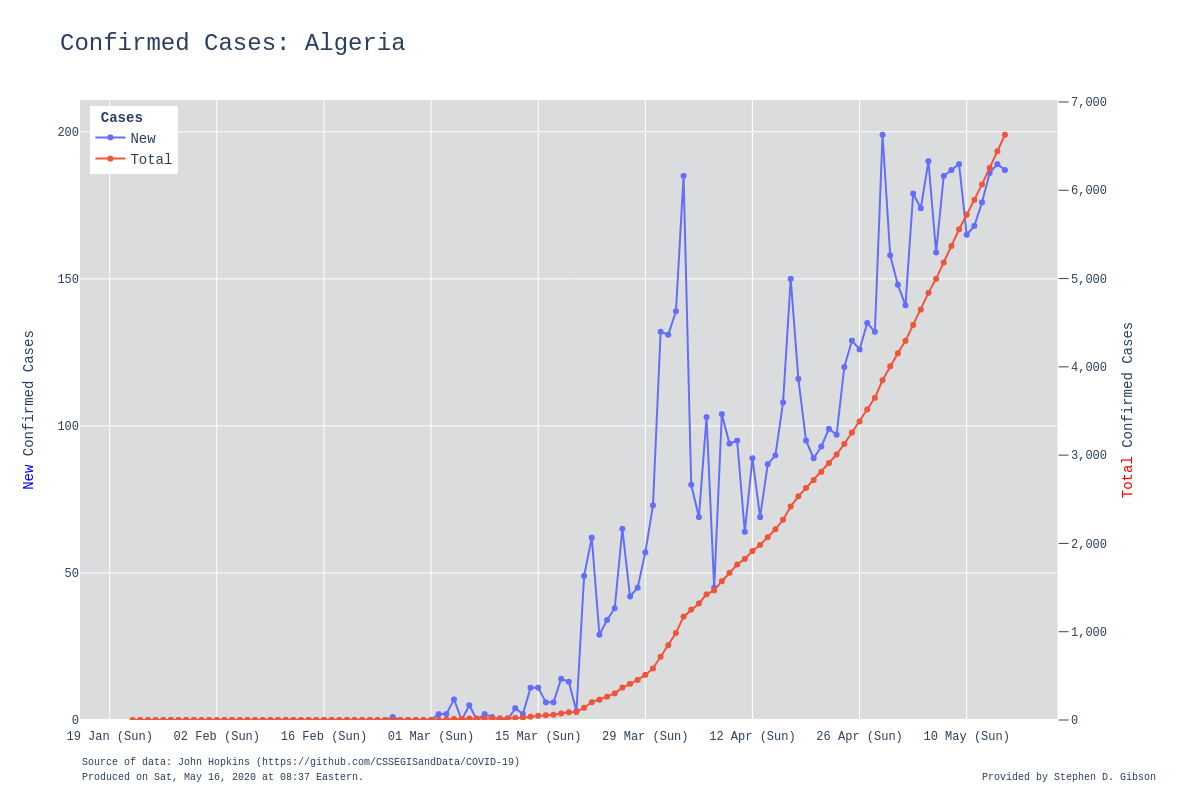 Confirmed Cases: Algeria
Cases
New
Total
200
150
100
50
0
7,000
6,000
5,000
4,000
3,000
2,000
1,000
0
New Confirmed Cases
Total Confirmed Cases
19 Jan (Sun) 02 Feb (Sun) 16 Feb (Sun) 01 Mar (Sun) 15 Mar (Sun) 29 Mar (Sun) 12 Apr (Sun) 26 Apr (Sun) 10 May (Sun)
Source of data: John Hopkins (https://github.com/CSSEGISandData/COVID-19)
Produced on Sat, May 16, 2020 at 08:37 Eastern.
Provided by Stephen D. Gibson